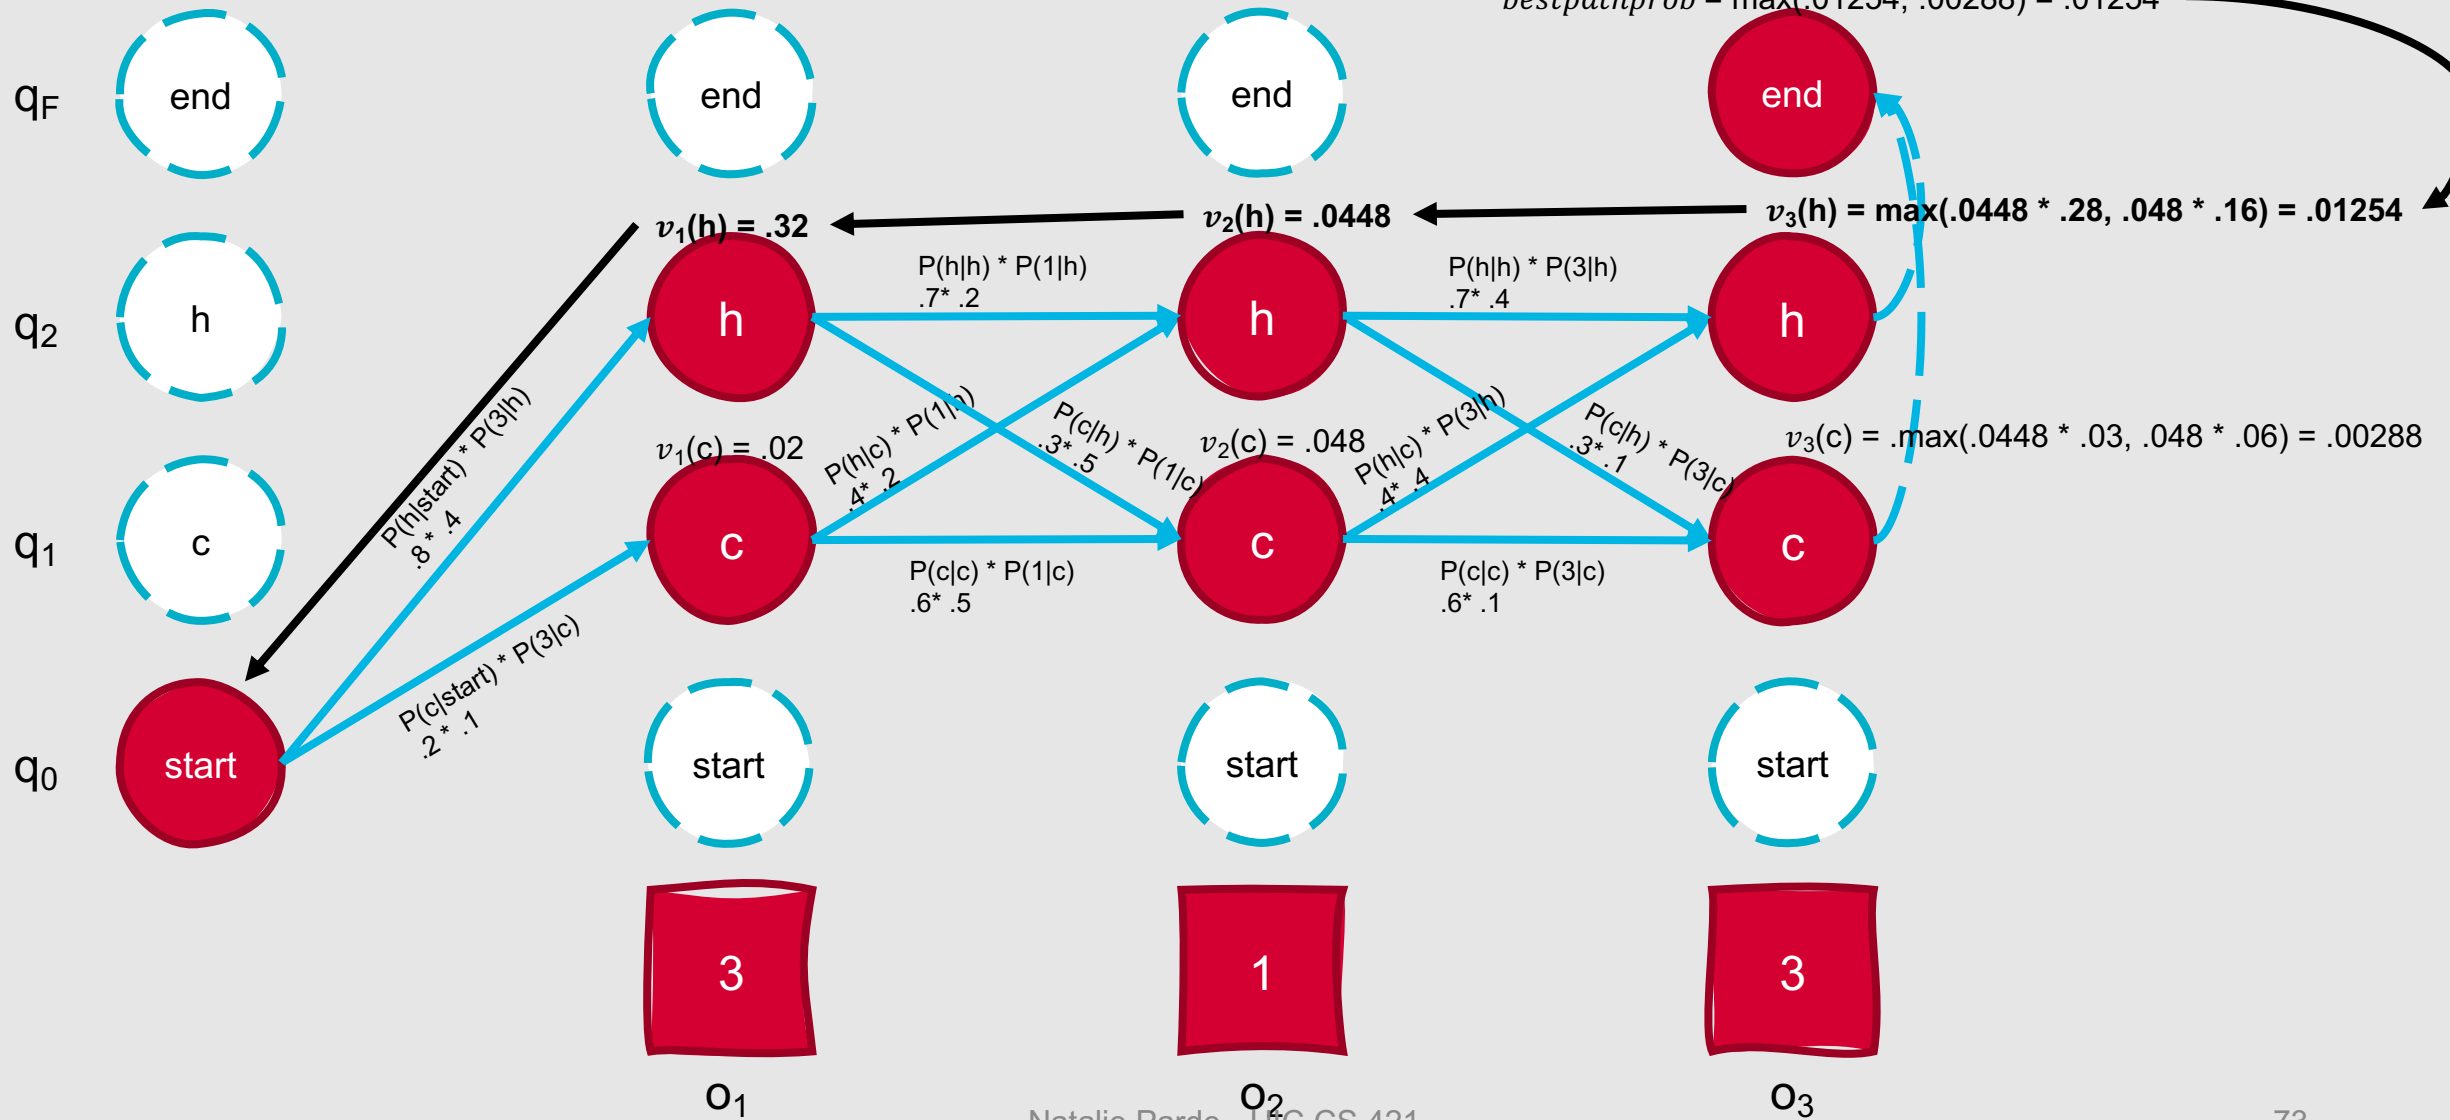 bestpathprob = max(.01254, .00288) = .01254
qF
end
end
end
end
v1(h) = .32
v2(h) = .0448
v3(h) = max(.0448 * .28, .048 * .16) = .01254
P(h|h) * P(1|h)
.7* .2
P(h|h) * P(3|h)
.7* .4
q2
h
h
h
h
P(h|start) * P(3|h)
.8 * .4
v1(c) = .02
P(h|c) * P(1|h)
.4* .2
P(c|h) * P(1|c)
.3* .5
v2(c) = .048
P(h|c) * P(3|h)
.4* .4
P(c|h) * P(3|c)
.3* .1
v3(c) = .max(.0448 * .03, .048 * .06) = .00288
q1
c
c
c
c
P(c|c) * P(1|c)
.6* .5
P(c|c) * P(3|c)
.6* .1
P(c|start) * P(3|c)
.2 * .1
q0
start
start
start
start
3
1
3
o1
o2
o3
Natalie Parde - UIC CS 421
73